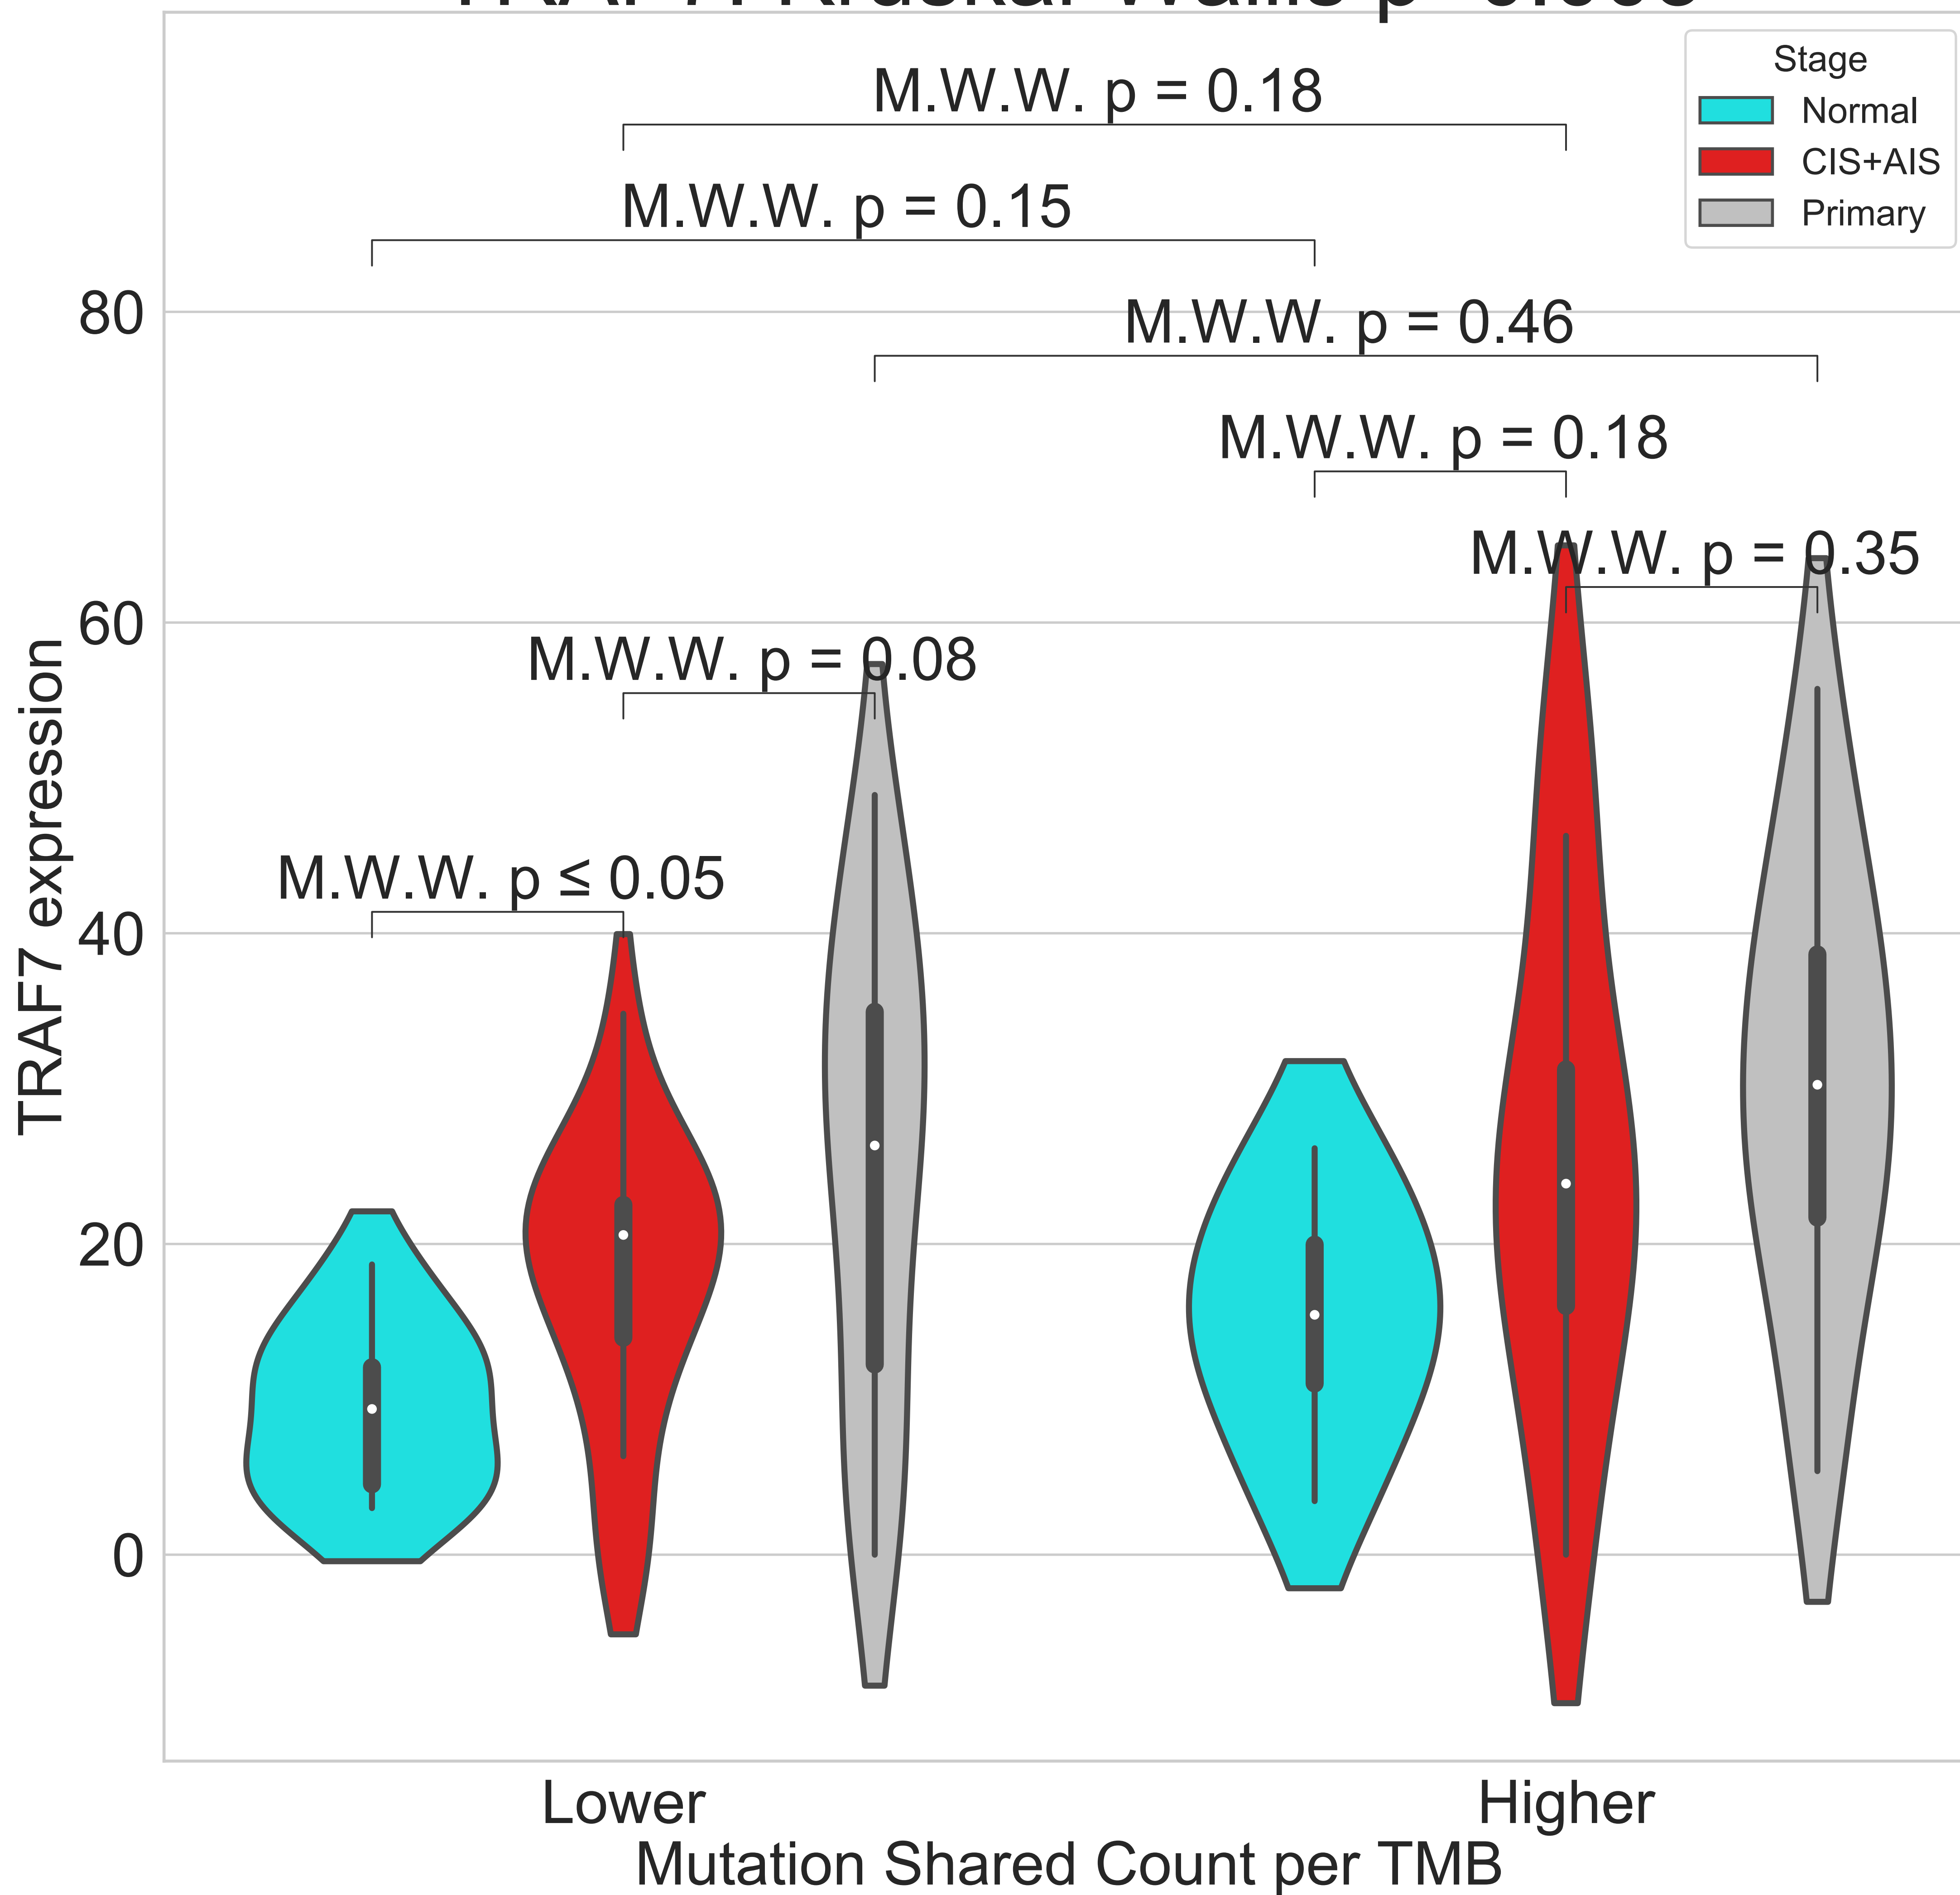 Stage
Normal
CIS+AIS
Primary
M.W.W. p = 0.18
M.W.W. p = 0.15
M.W.W. p = 0.46
M.W.W. p = 0.18
M.W.W. p = 0.35
M.W.W. p = 0.08
M.W.W. p ≤ 0.05
TRAF7 expression
80
60
40
20
0
Lower
Higher
Mutation Shared Count per TMB